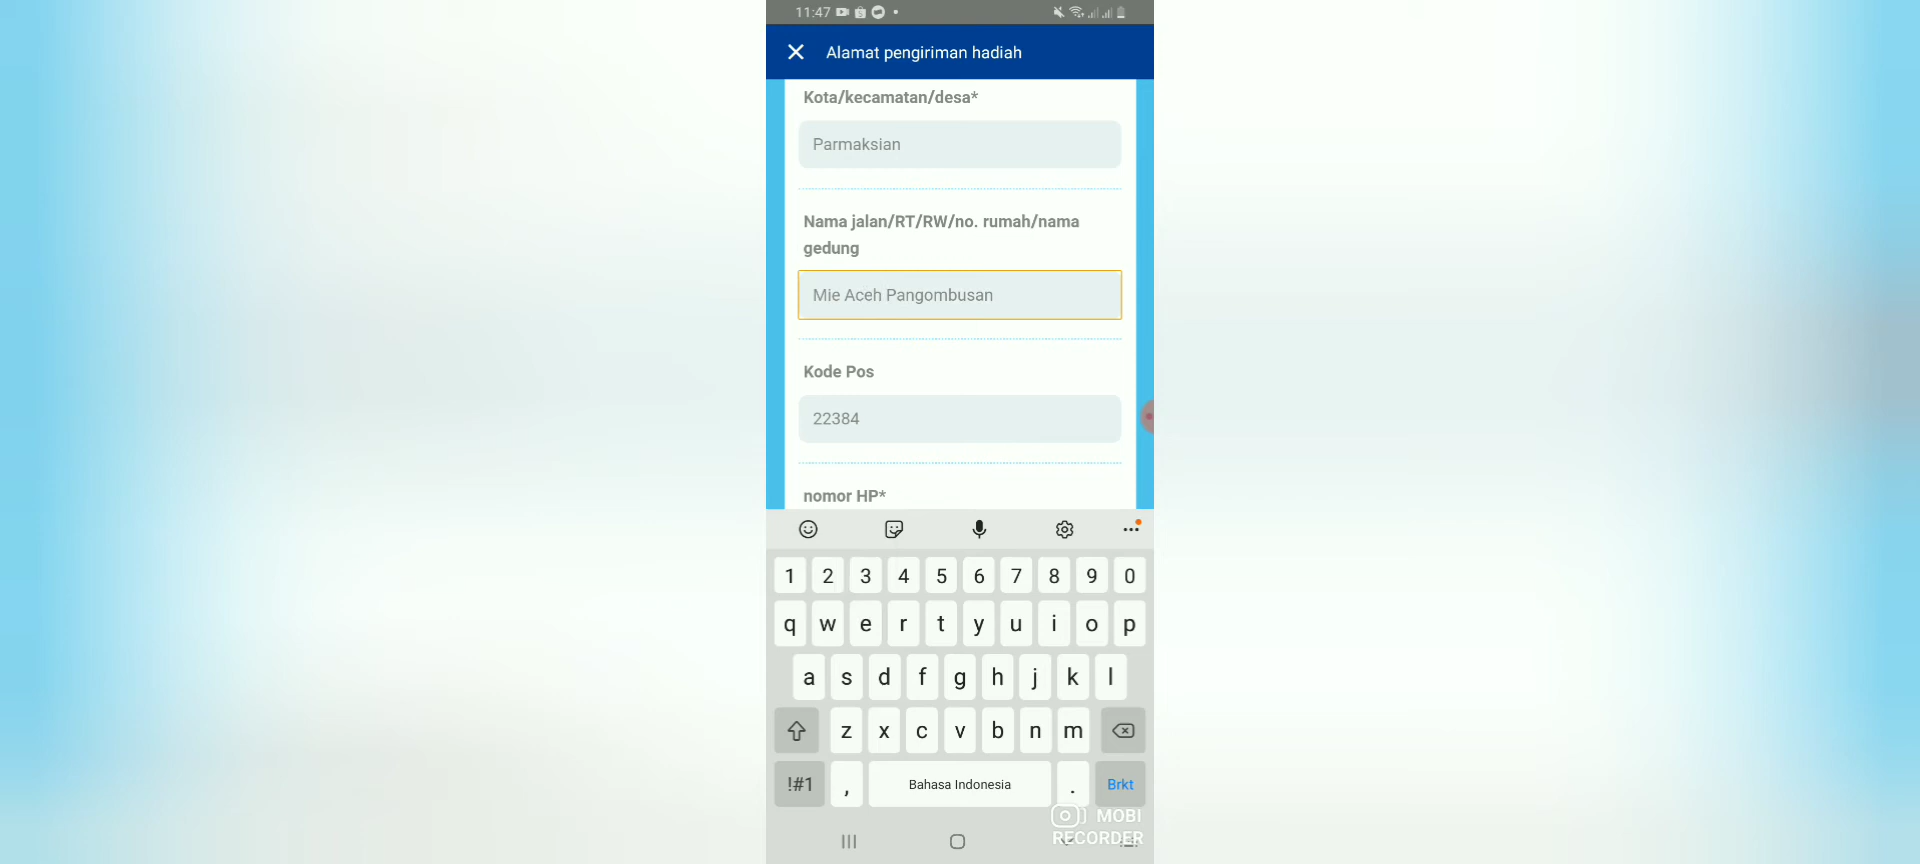 11:47
Alamat pengiriman hadiah
Kota/kecamatan/desa*
Parmaksian
Nama jalan/RT/RW/no. rumah/nama
gedung
Mie Aceh Pangombusan
Kode Pos
22384
nomor HP*
1 2 3 4 5 6 7 8 9 0
q w e r t y u i o p
a s d f g h j k l
z x c v b n m
!#1 , Bahasa Indonesia . Brkt
MOBI
RECORDER